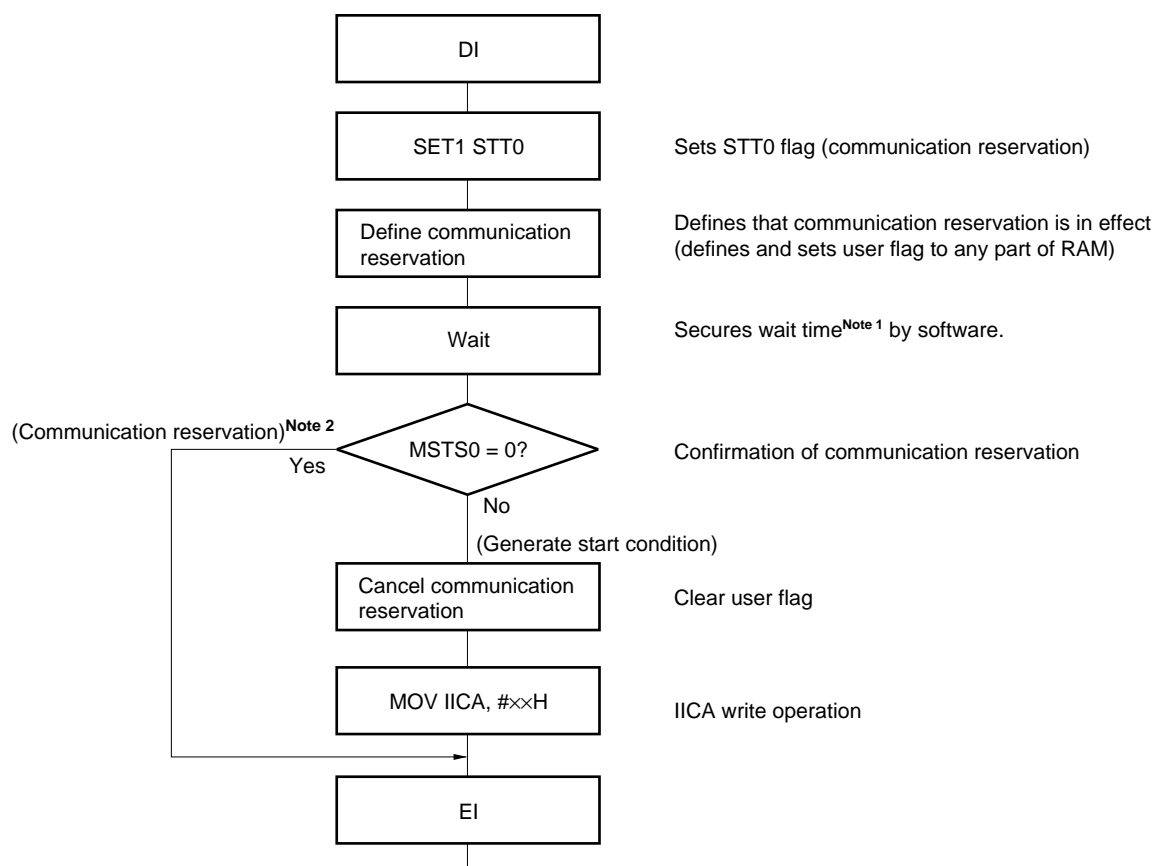 DI
SET1 STT0
Sets STT0 flag (communication reservation)
Define communication
reservation
Defines that communication reservation is in effect
(defines and sets user flag to any part of RAM)
Wait
Secures wait timeNote 1 by software.
(Communication reservation)Note 2
MSTS0 = 0?
Confirmation of communication reservation
Yes
No
(Generate start condition)
Cancel communication
reservation
Clear user flag
MOV IICA, #××H
IICA write operation
EI